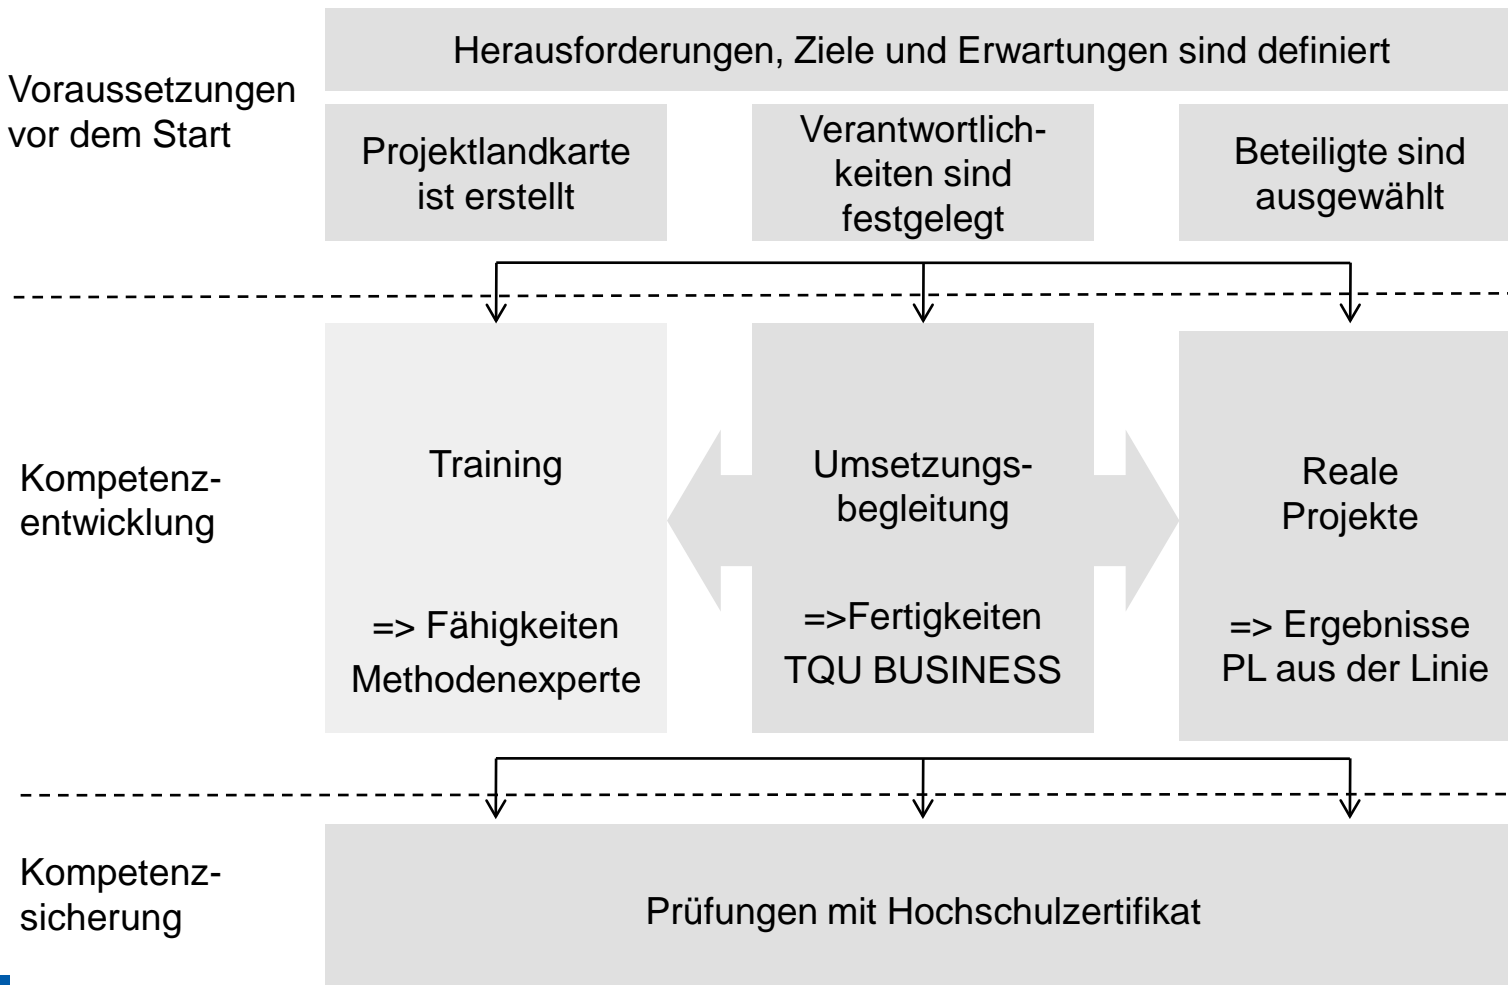 Herausforderungen, Ziele und Erwartungen sind definiert
Voraussetzungen
vor dem Start
Projektlandkarte
ist erstellt
Verantwortlich-
keiten sind
festgelegt
Beteiligte sind
ausgewählt
Kompetenz-
entwicklung
Training
=> Fähigkeiten
Methodenexperte
Umsetzungs-
begleitung
=>Fertigkeiten
TQU BUSINESS
Reale
Projekte
=> Ergebnisse
PL aus der Linie
Kompetenz-
sicherung
Prüfungen mit Hochschulzertifikat